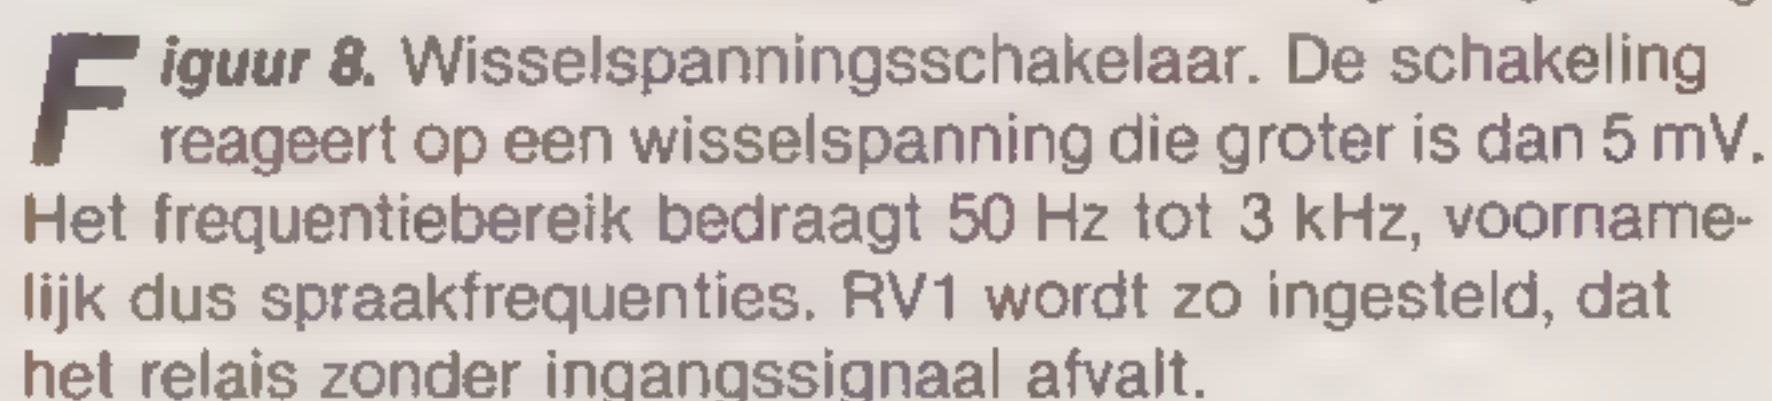 Figuur 8. Wisselspanningsschakelaar. De schakeling
reageert op een wisselspanning die groter is dan 5 mV.
Het frequentiebereik bedraagt 50 Hz tot 3 kHz, voorname-
lijk dus spraakfrequenties. RV1 wordt zo ingesteld, dat
het relais zonder ingangssignaal afvalt.